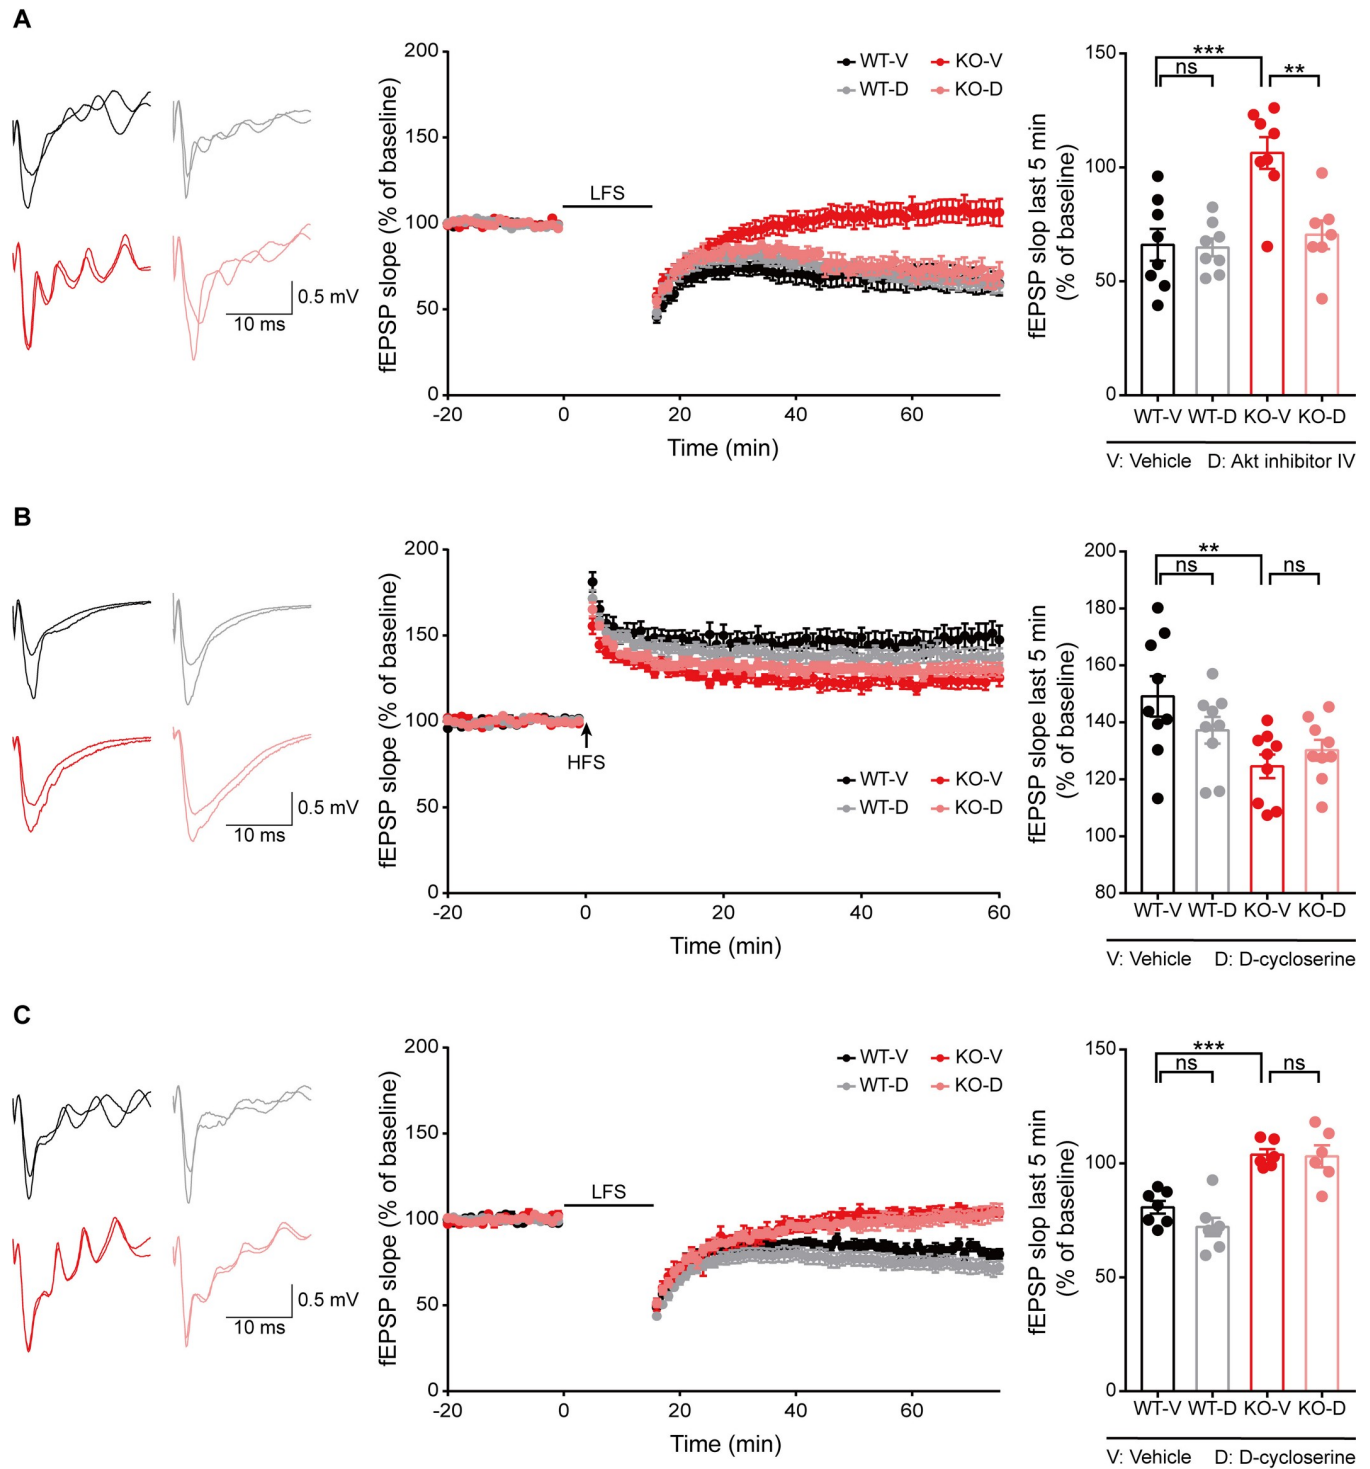 A
fEPSP slope (% of baseline)
200
150
100
50
0
-20
0
20
40
60
Time (min)
LFS
WT-V
KO-V
WT-D
KO-D
0.5 mV
10 ms
fEPSP slop last 5 min
(% of baseline)
150
100
50
0
***
ns
**
WT-V WT-D KO-V KO-D
V: Vehicle D: Akt inhibitor IV
B
fEPSP slope (% of baseline)
200
150
100
50
0
-20
0
20
40
60
Time (min)
HFS
WT-V
KO-V
WT-D
KO-D
0.5 mV
10 ms
fEPSP slope last 5 min
(% of baseline)
200
180
160
140
120
100
80
**
ns
ns
WT-V WT-D KO-V KO-D
V: Vehicle D: D-cycloserine
C
fEPSP slope (% of baseline)
200
150
100
50
0
-20
0
20
40
60
Time (min)
LFS
WT-V
KO-V
WT-D
KO-D
0.5 mV
10 ms
fEPSP slop last 5 min
(% of baseline)
150
100
50
0
***
ns
ns
WT-V WT-D KO-V KO-D
V: Vehicle D: D-cycloserine